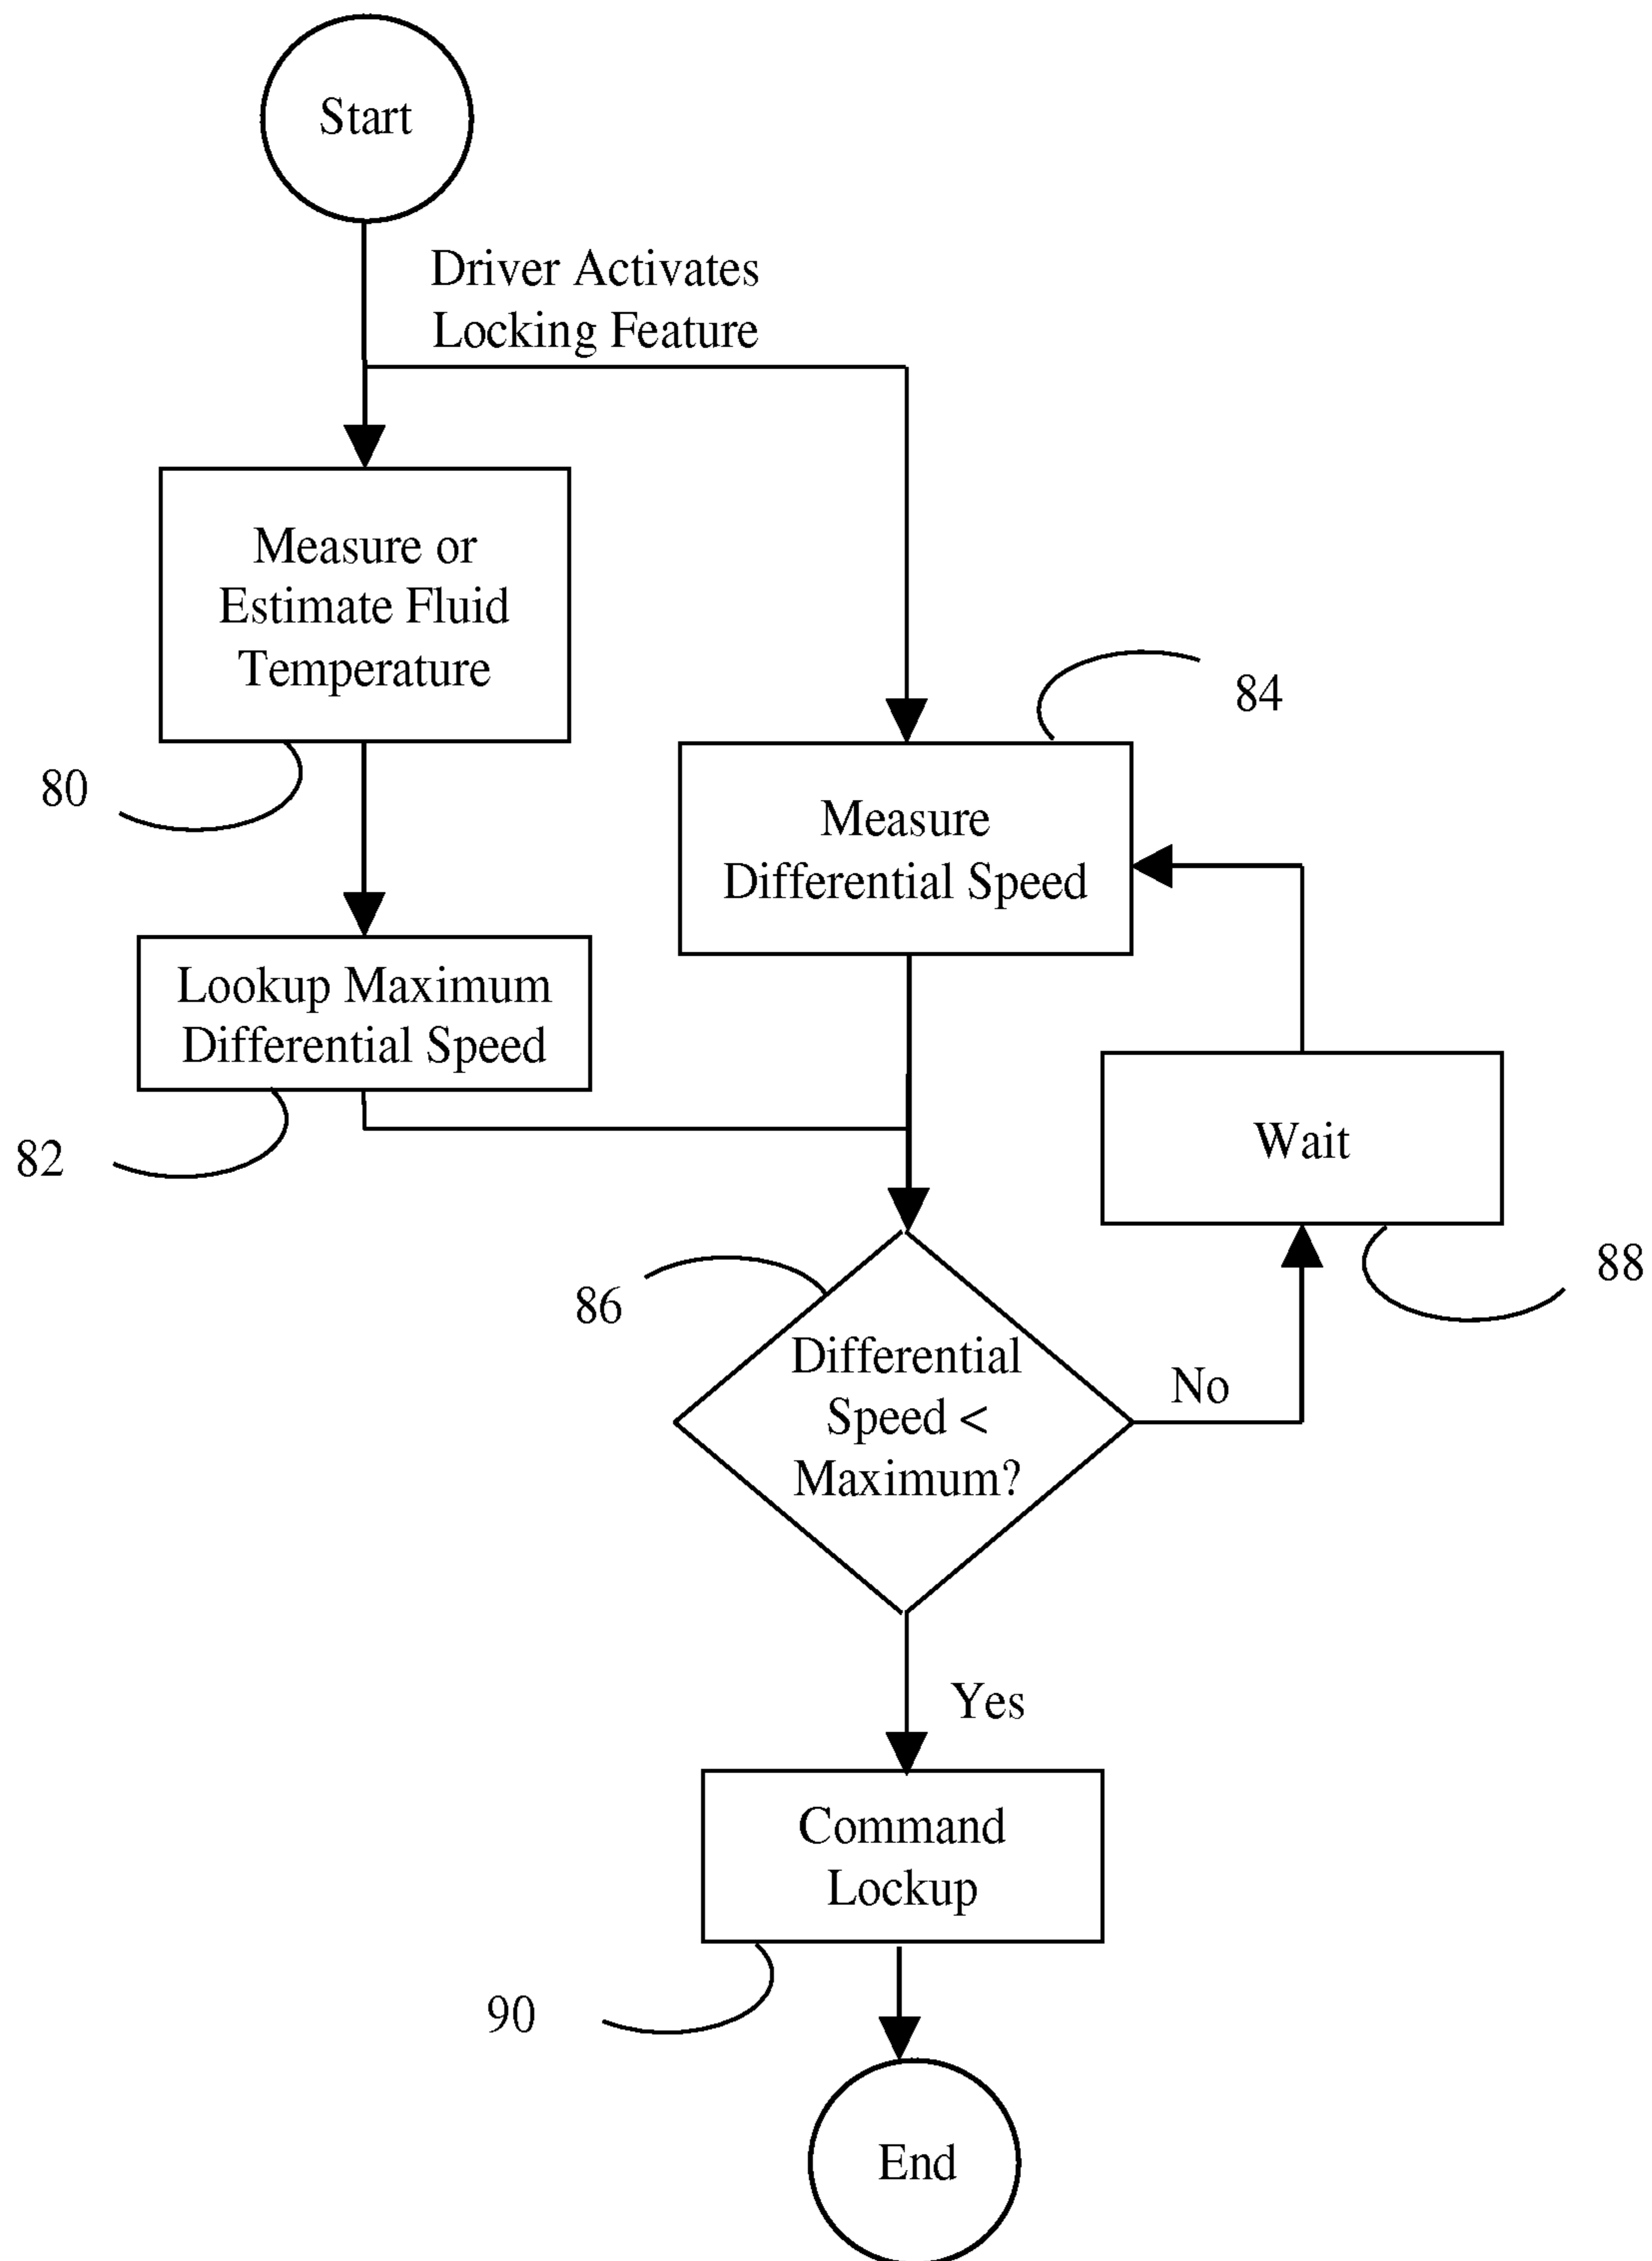 Start
Driver Activates
Locking Feature
Measure or
Estimate Fluid
Temperature
80
84
Measure
Differential Speed
Lookup Maximum
Differential Speed
82
Wait
88
86
Differential
Speed <
Maximum?
No
Yes
Command
Lockup
90
End